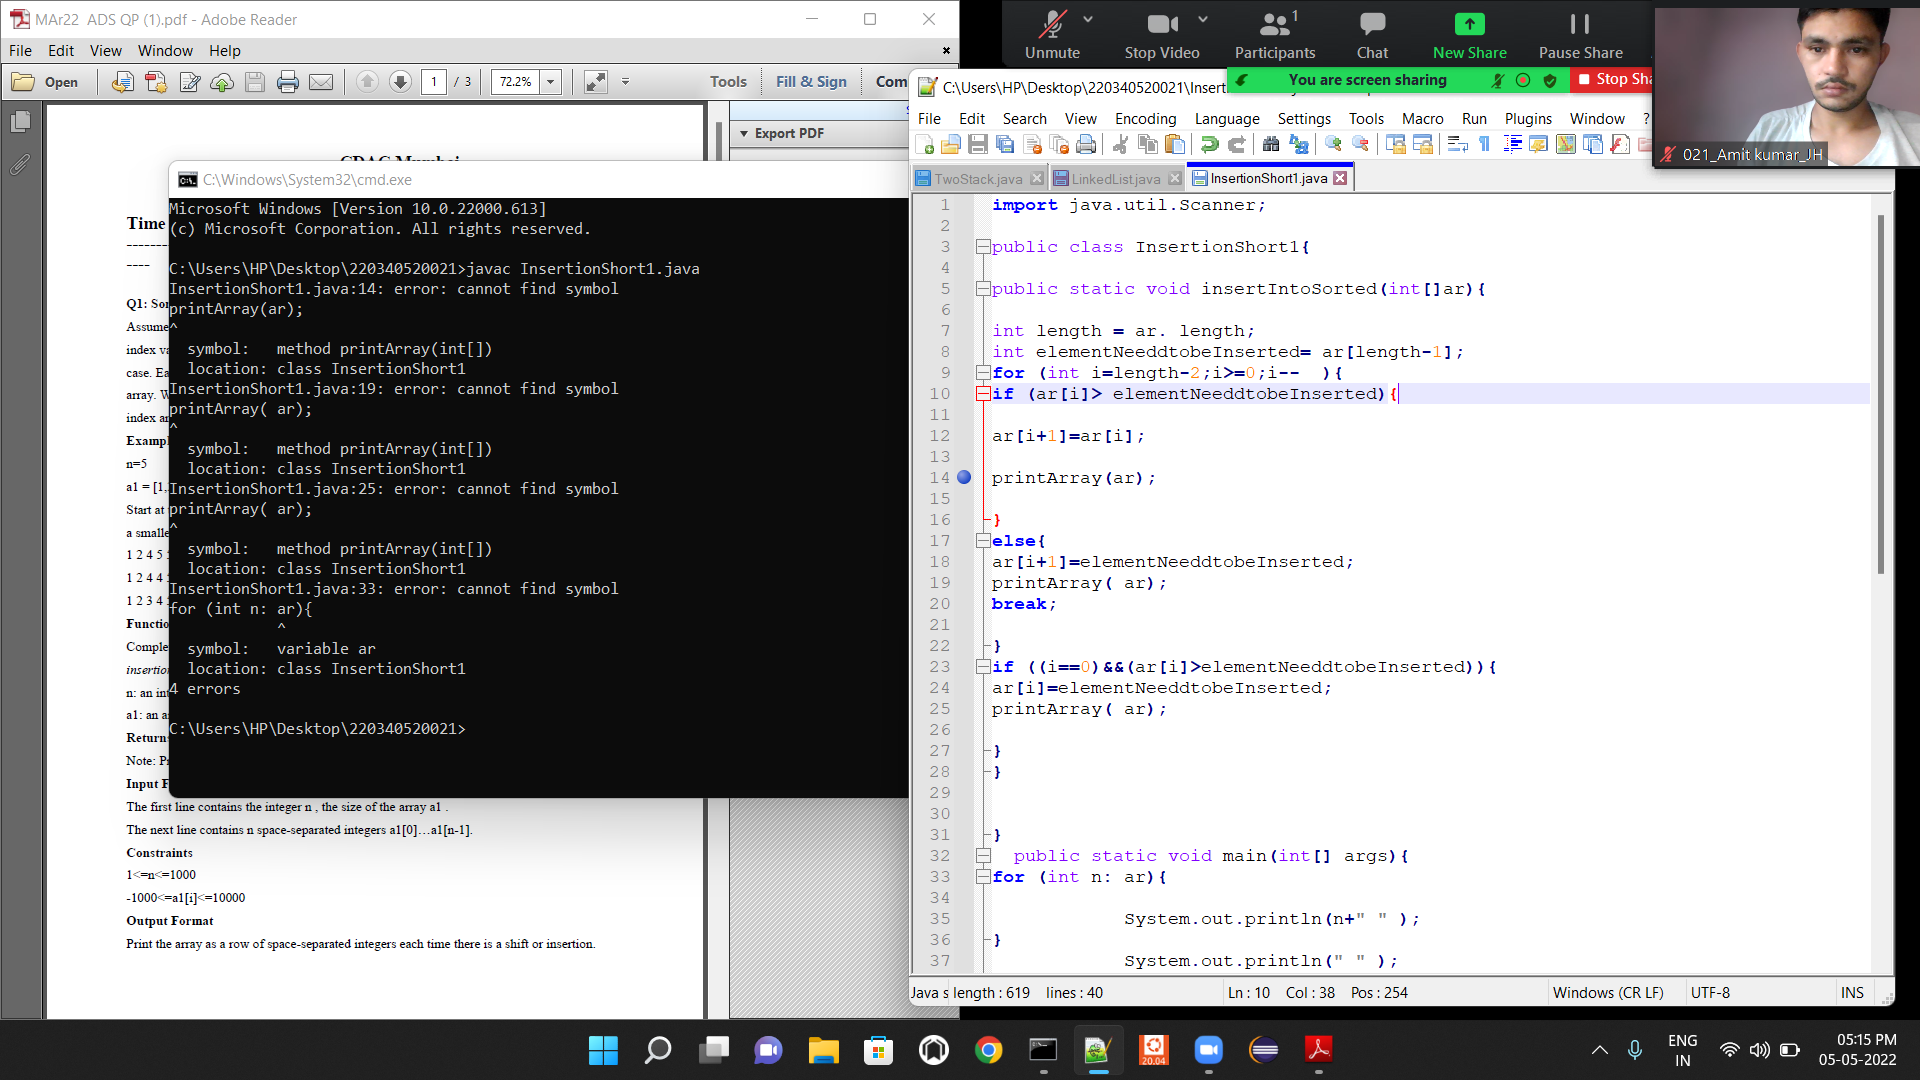 MAr22 ADS QP (1).pdf - Adobe Reader
File Edit View Window Help
Open 1 / 3 72.2% Tools Fill & Sign
Export PDF
Time
--------
----
Q1:
Assume
index
case.
array.
index
n=5
a1 = [1,
Start at
1 2 4 5
1 2 4 4
1 2 3 4
n: an
a1: an
Note:
The first line contains the integer n , the size of the array a1 .
The next line contains n space-separated integers a1[0]…a1[n-1].
Constraints
1<=n<=1000
-1000<=a1[i]<=10000
Output Format
Print the array as a row of space-separated integers each time there is a shift or insertion.
C:\Windows\System32\cmd.exe
Microsoft Windows [Version 10.0.22000.613]
(c) Microsoft Corporation. All rights reserved.
C:\Users\HP\Desktop\220340520021>javac InsertionShort1.java
InsertionShort1.java:14: error: cannot find symbol
printArray(ar);
^
symbol: method printArray(int[])
location: class InsertionShort1
InsertionShort1.java:19: error: cannot find symbol
printArray( ar);
^
symbol: method printArray(int[])
location: class InsertionShort1
InsertionShort1.java:25: error: cannot find symbol
printArray( ar);
^
symbol: method printArray(int[])
location: class InsertionShort1
InsertionShort1.java:33: error: cannot find symbol
for (int n: ar){
^
symbol: variable ar
location: class InsertionShort1
4 errors
C:\Users\HP\Desktop\220340520021>
Unmute Stop Video Participants 1 Chat New Share Pause Share
You are screen sharing
Stop
021_Amit kumar_JH
C:\Users\HP\Desktop\220340520021\
File Edit Search View Encoding Language Settings Tools Macro Run Plugins Window ?
TwoStack.java LinkedList.java InsertionShort1.java
1 import java.util.Scanner;
2
3 public class InsertionShort1{
4
5 public static void insertIntoSorted(int[]ar){
6
7 int length = ar. length;
8 int elementNeeddtobeInserted= ar[length-1];
9 for (int i=length-2;i>=0;i--  ){
10 if (ar[i]> elementNeeddtobeInserted){
11
12 ar[i+1]=ar[i];
13
14 printArray(ar);
15
16 }
17 else{
18 ar[i+1]=elementNeeddtobeInserted;
19 printArray( ar);
20 break;
21
22 }
23 if ((i==0)&&(ar[i]>elementNeeddtobeInserted)){
24 ar[i]=elementNeeddtobeInserted;
25 printArray( ar);
26
27 }
28 }
29
30
31 }
32 public static void main(int[] args){
33 for (int n: ar){
34
35 System.out.println(n+" " );
36 }
37 System.out.println(" " );
Java s length : 619 lines : 40 Ln : 10 Col : 38 Pos : 254 Windows (CR LF) UTF-8 INS
20.04
ENG
IN
05:15 PM
05-05-2022